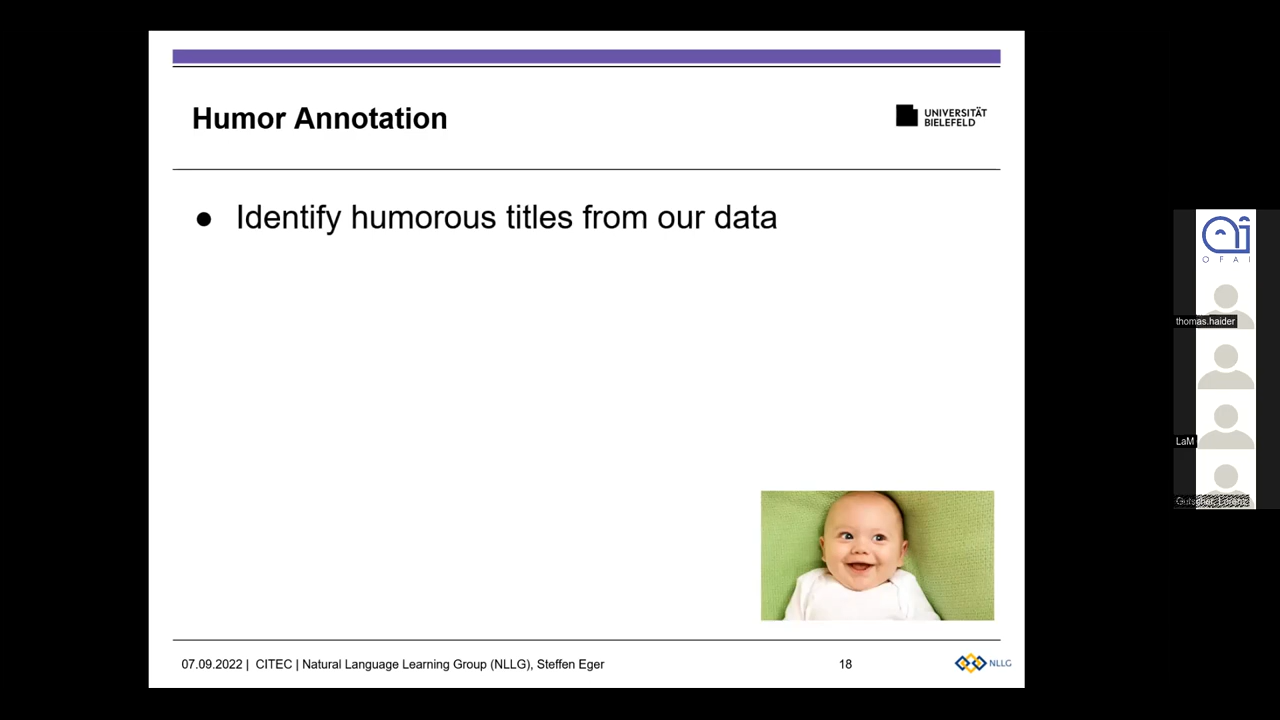 Humor Annotation
UNIVERSITÄT
BIELEFELD
● Identify humorous titles from our data
OFAI
thomas.haider
LaM
07.09.2022 | CITEC | Natural Language Learning Group (NLLG), Steffen Eger
18
NLLG